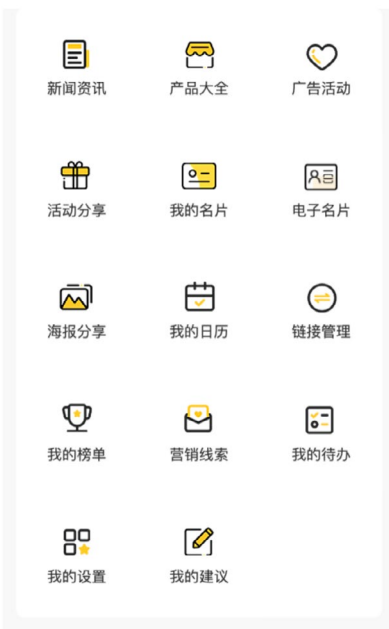 新闻资讯 产品大全 广告活动
活动分享 我的名片 电子名片
海报分享 我的日历 链接管理
我的榜单 营销线索 我的待办
我的设置 我的建议